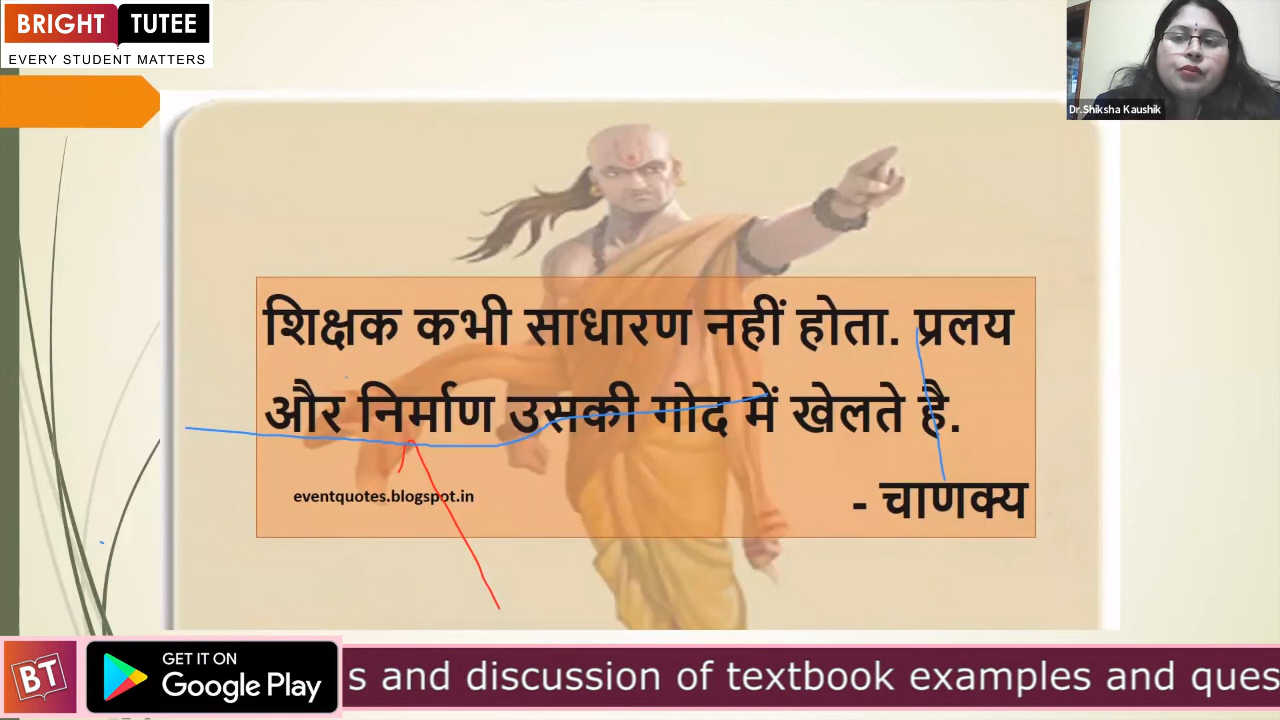 BRIGHT TUTEE
EVERY STUDENT MATTERS
Dr.Shiksha Kaushik
शिक्षक कभी साधारण नहीं होता. प्रलय
और निर्माण उसकी गोद में खेलते है.
eventquotes.blogspot.in
- चाणक्य
BT
GET IT ON
Google Play
s and discussion of textbook examples and ques